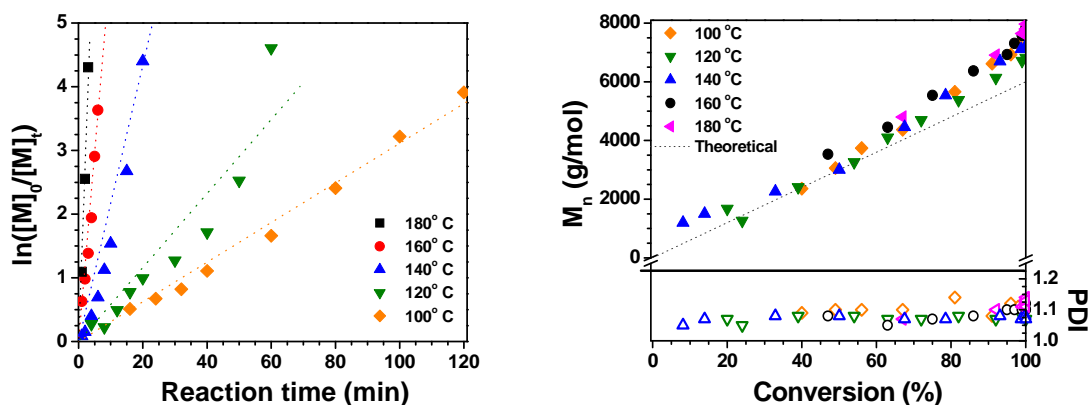 5
4
3
2
1
0
ln([M]₀/[M]ₜ)
180° C
160° C
140° C
120° C
100° C
0 20 40 60 80 100 120
Reaction time (min)
8000
6000
4000
2000
0
Mₙ (g/mol)
100 °C
120 °C
140 °C
160 °C
180 °C
Theoretical
1.2
1.1
1.0
PDI
0 20 40 60 80 100
Conversion (%)